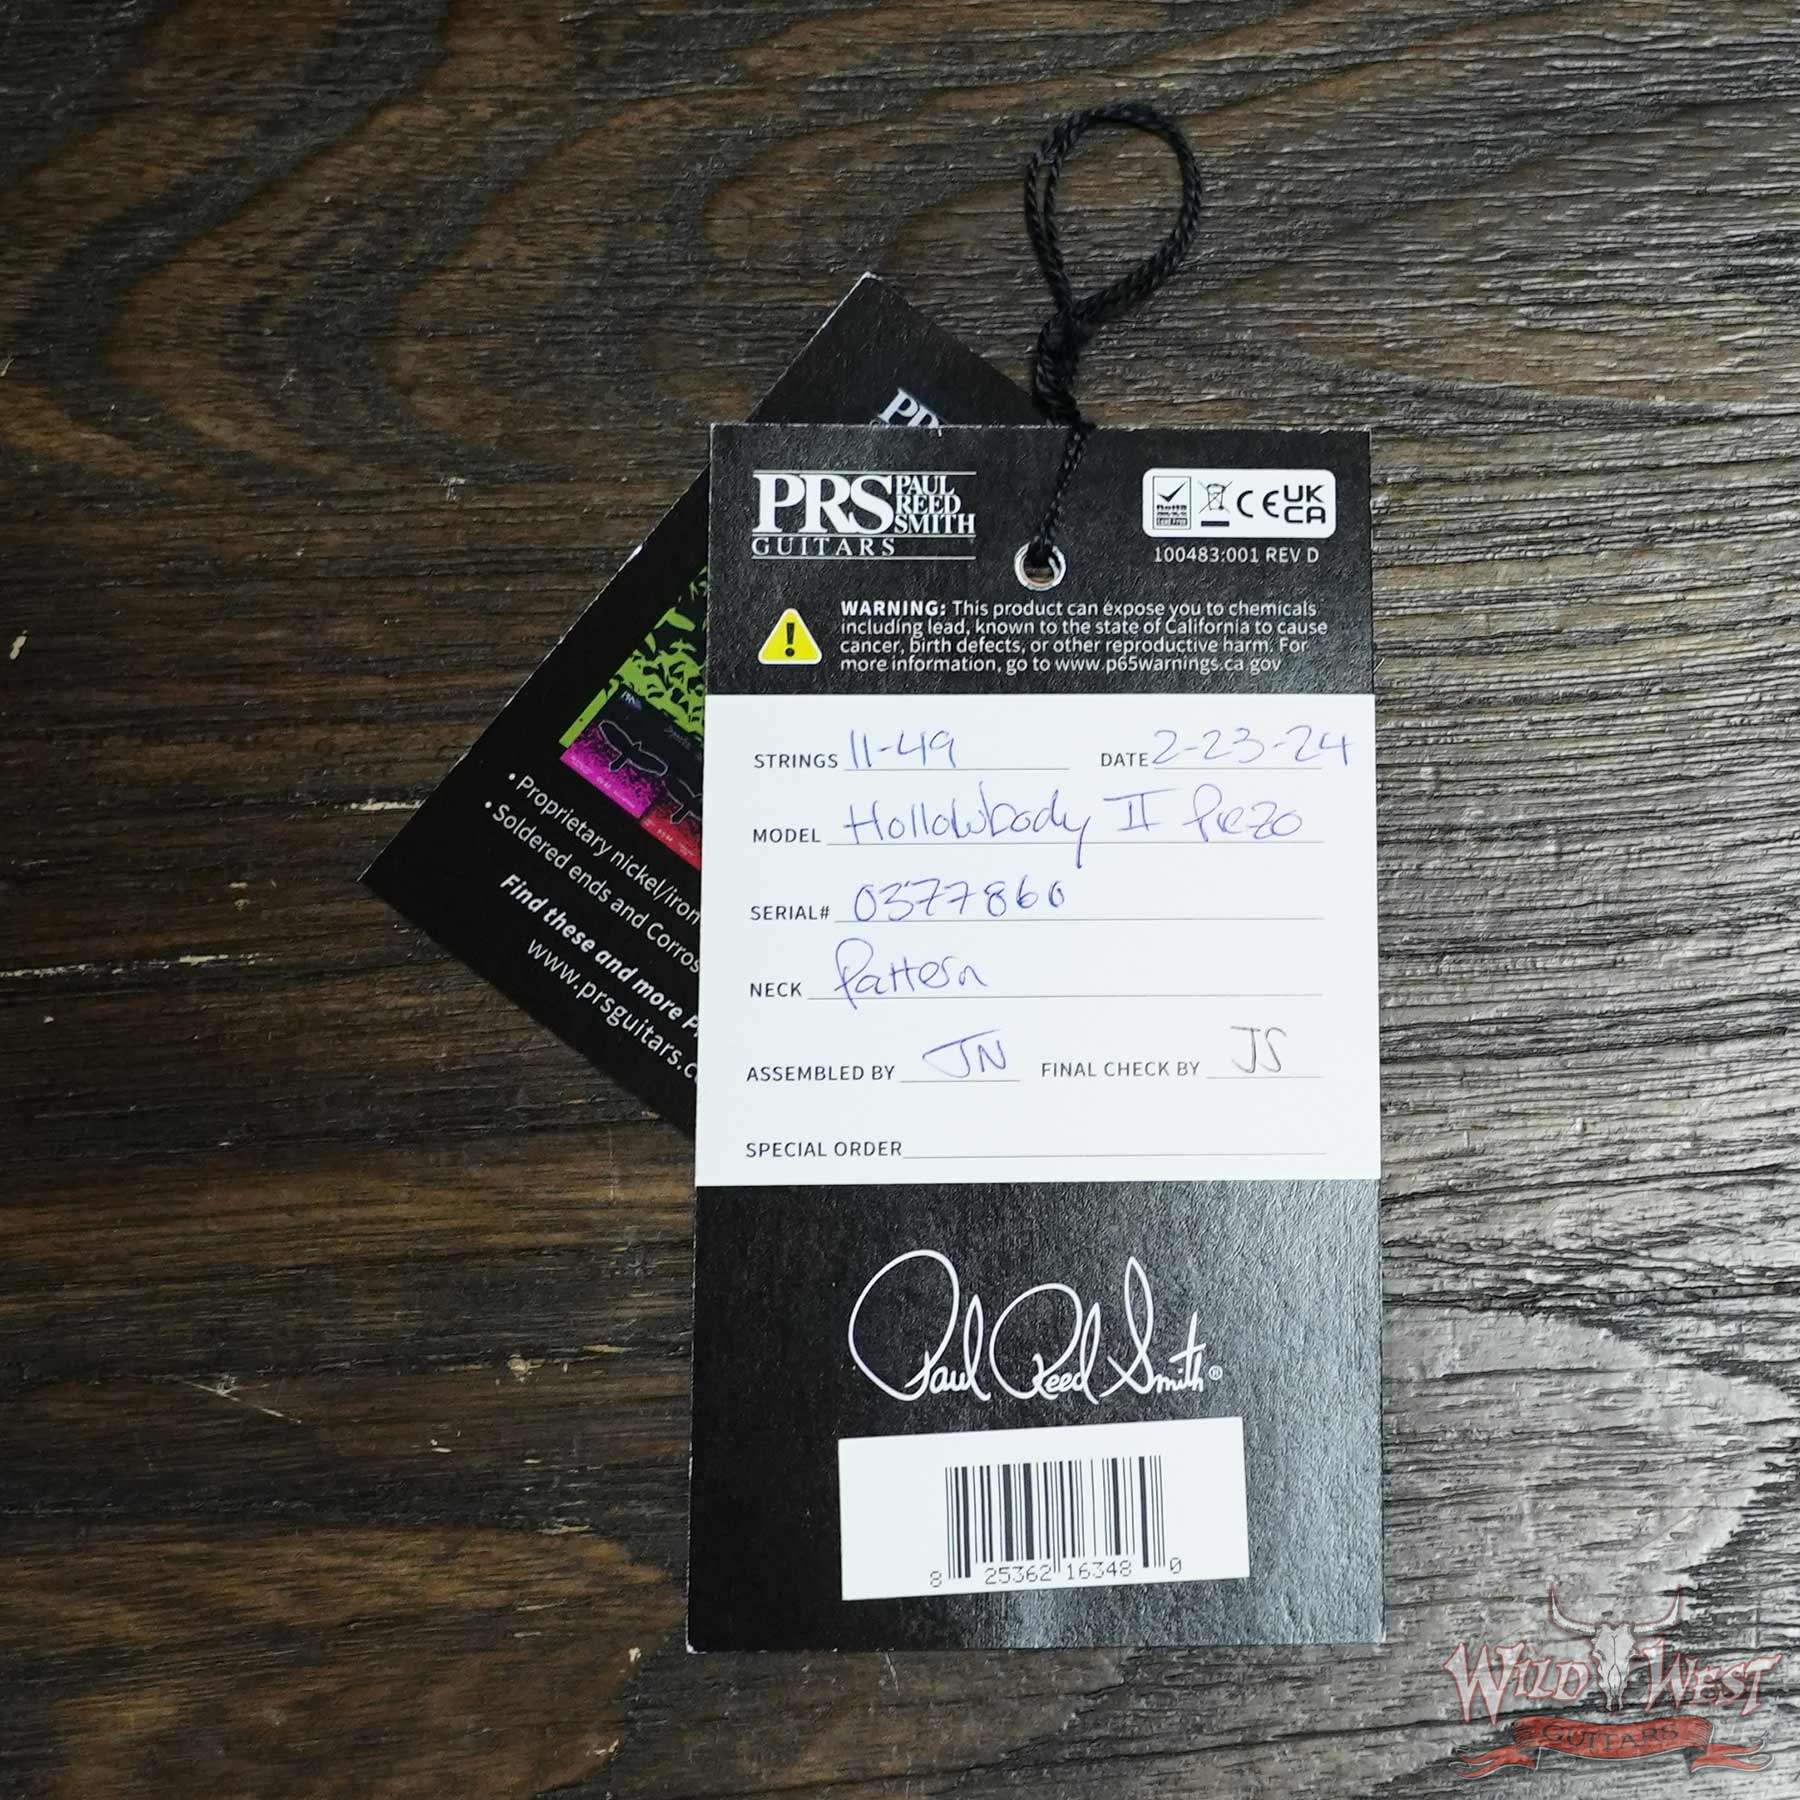 PRS PAUL
REED
SMITH
GUITARS
UK
CE CA
100483:001 REV D
WARNING: This product can expose you to chemicals
including lead, known to the state of California to cause
cancer, birth defects, or other reproductive harm. For
more information, go to www.p65warnings.ca.gov
STRINGS 11-49 DATE 2-23-24
MODEL Hollowbody II Piezo
SERIAL# 0377860
NECK Pattern
ASSEMBLED BY JN FINAL CHECK BY JS
SPECIAL ORDER
Paul Reed Smith®
8 25362 16348 0
PR
• Proprietary nickel/iron
• Soldered ends and Corros
Find these and more P
www.prsguitars.c
WILD WEST
GUITARS